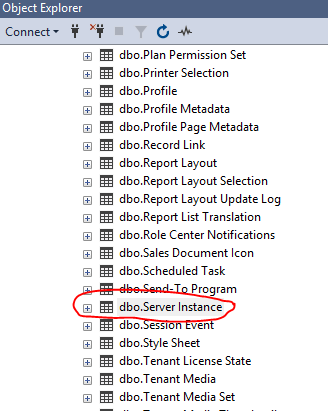 Object Explorer
Connect
dbo.Plan Permission Set
dbo.Printer Selection
dbo.Profile
dbo.Profile Metadata
dbo.Profile Page Metadata
dbo.Record Link
dbo.Report Layout
dbo.Report Layout Selection
dbo.Report Layout Update Log
dbo.Report List Translation
dbo.Role Center Notifications
dbo.Sales Document Icon
dbo.Scheduled Task
dbo.Send-To Program
dbo.Server Instance
dbo.Session Event
dbo.Style Sheet
dbo.Tenant License State
dbo.Tenant Media
dbo.Tenant Media Set